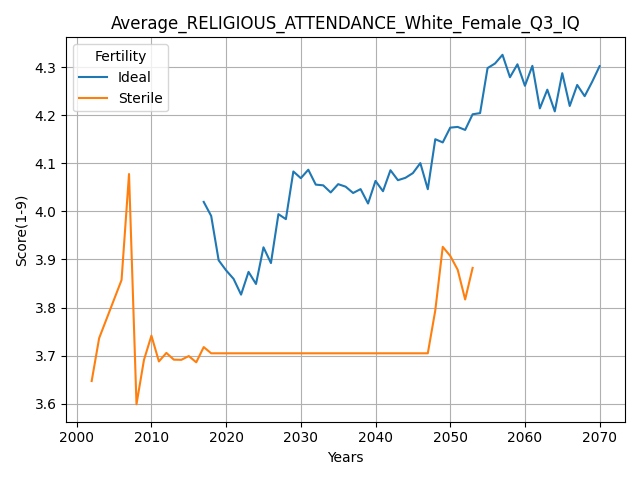 Average_RELIGIOUS_ATTENDANCE_White_Female_Q3_IQ
Fertility
Ideal
Sterile
Score(1-9)
4.3
4.2
4.1
4.0
3.9
3.8
3.7
3.6
2000 2010 2020 2030 2040 2050 2060 2070
Years